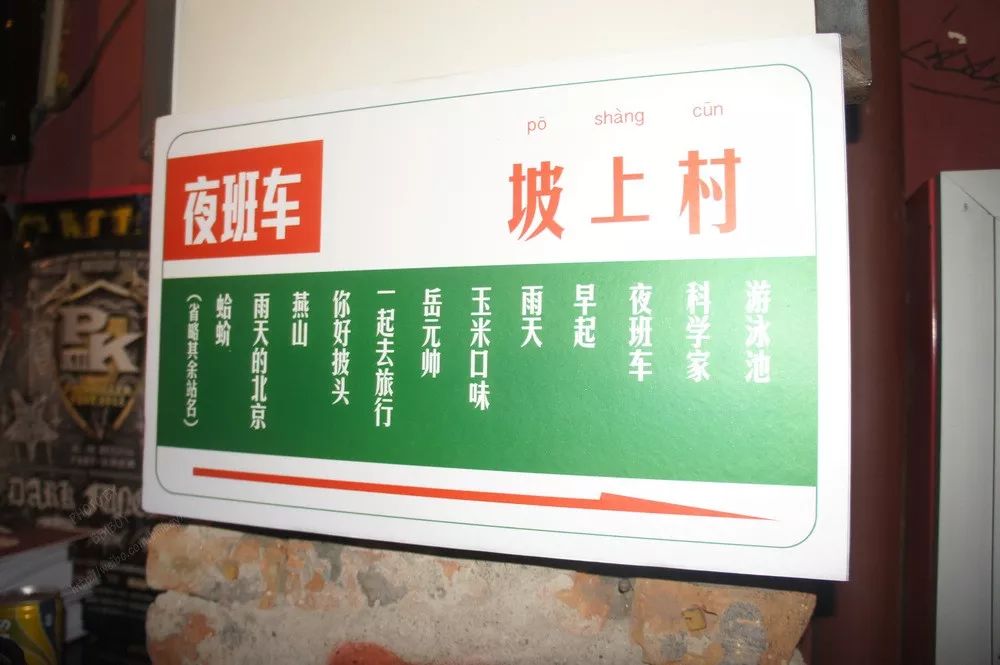 pō shàng cūn
夜班车
坡上村
(省略其余站名)
蛤蚧
雨天的北京
燕山
你好披头
一起去旅行
岳元帅
玉米口味
雨天
早起
夜班车
科学家
游泳池
P K
DARK